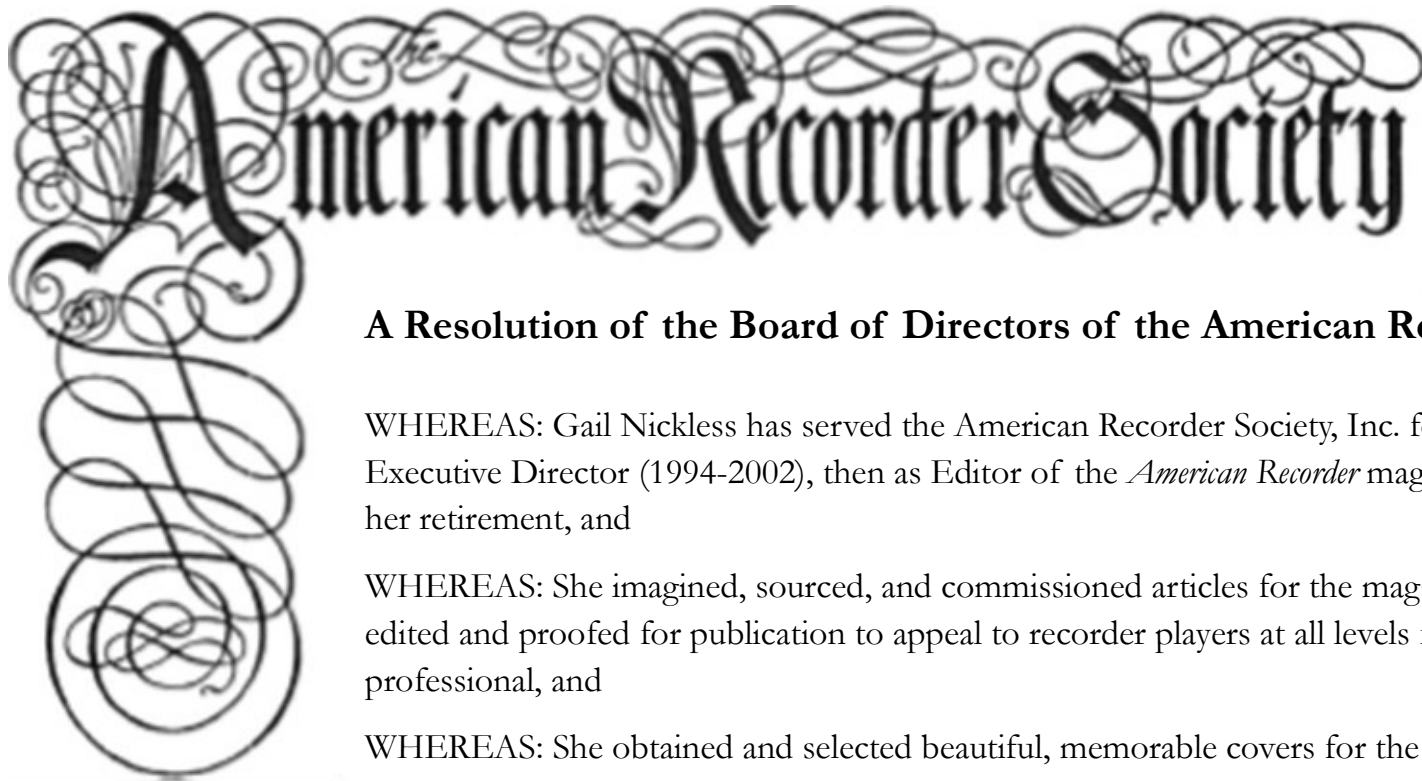 the
American Recorder Society
A Resolution of the Board of Directors of the American Re
WHEREAS: Gail Nickless has served the American Recorder Society, Inc. f
Executive Director (1994-2002), then as Editor of the American Recorder mag
her retirement, and
WHEREAS: She imagined, sourced, and commissioned articles for the mag
edited and proofed for publication to appeal to recorder players at all levels
professional, and
WHEREAS: She obtained and selected beautiful, memorable covers for the